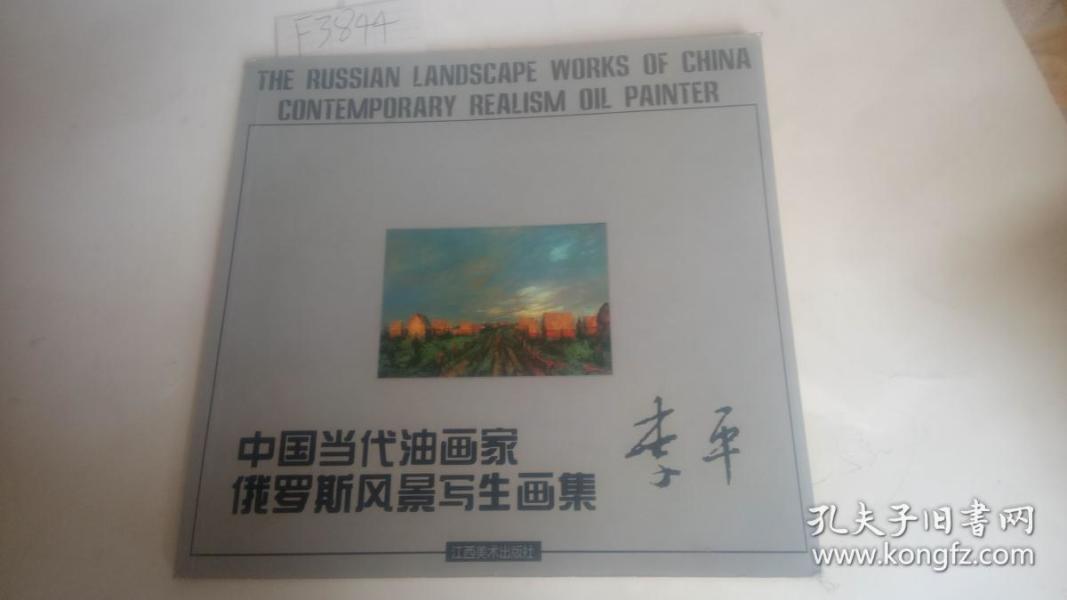 F3844
THE RUSSIAN LANDSCAPE WORKS OF CHINA
CONTEMPORARY REALISM OIL PAINTER
中国当代油画家
俄罗斯风景写生画集
李平
江西美术出版社
孔夫子旧书网
www.kongfz.com